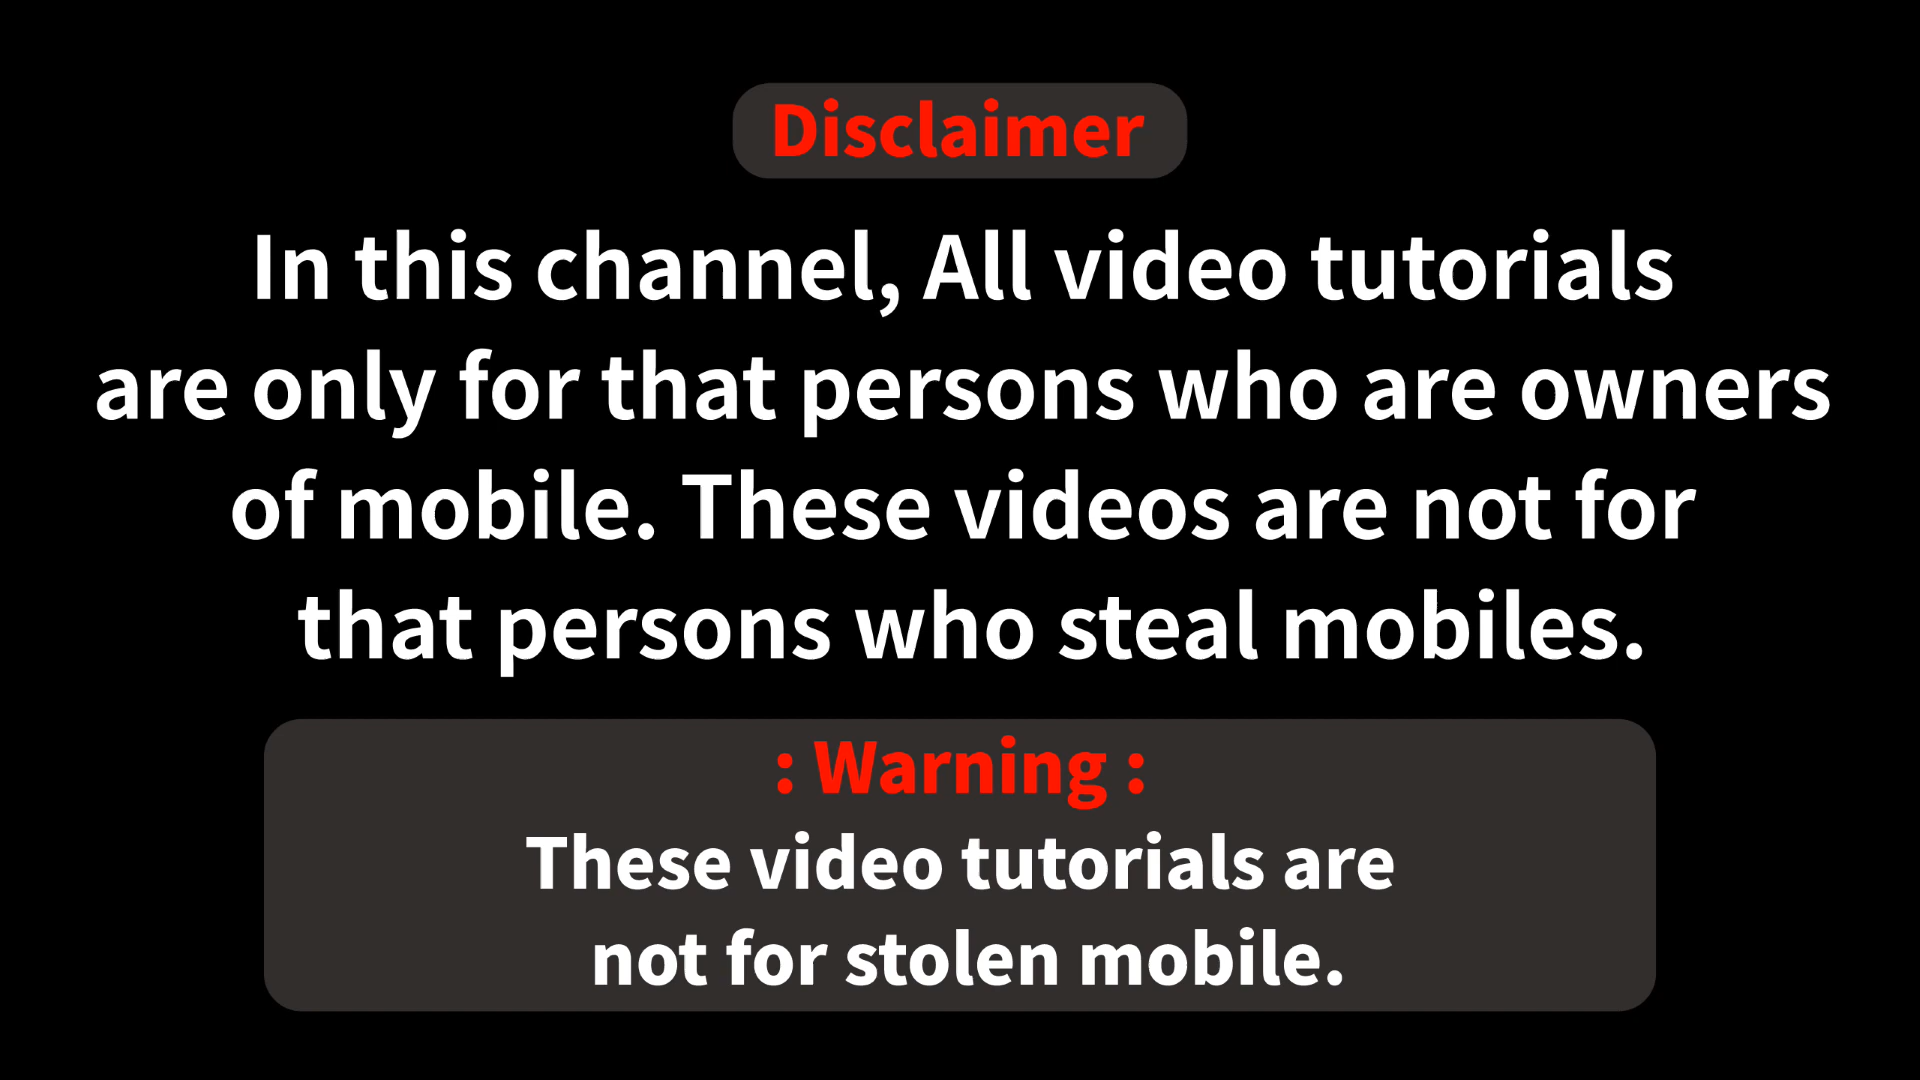 Disclaimer
In this channel, All video tutorials
are only for that persons who are owners
of mobile. These videos are not for
that persons who steal mobiles.
: Warning :
These video tutorials are
not for stolen mobile.